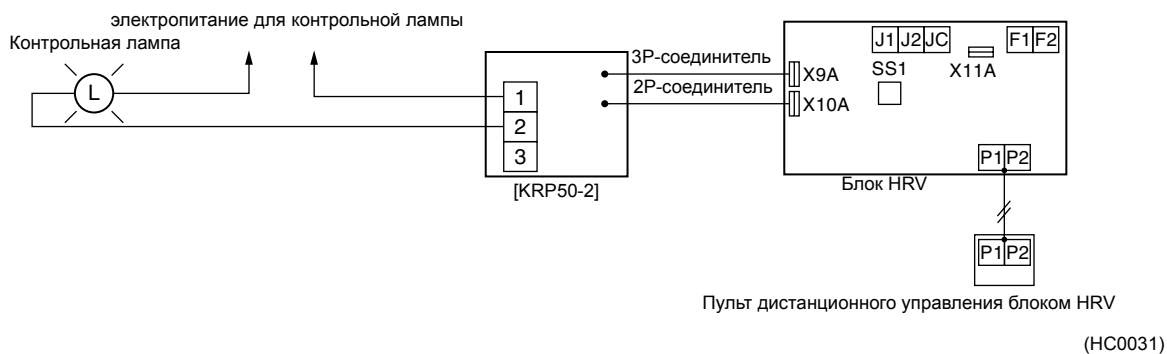 электропитание для контрольной лампы
Контрольная лампа
L
1
2
3
[KRP50-2]
3P-соединитель
2P-соединитель
J1 J2 JC
F1 F2
SS1
X11A
X9A
X10A
P1 P2
Блок HRV
P1 P2
Пульт дистанционного управления блоком HRV
(HC0031)